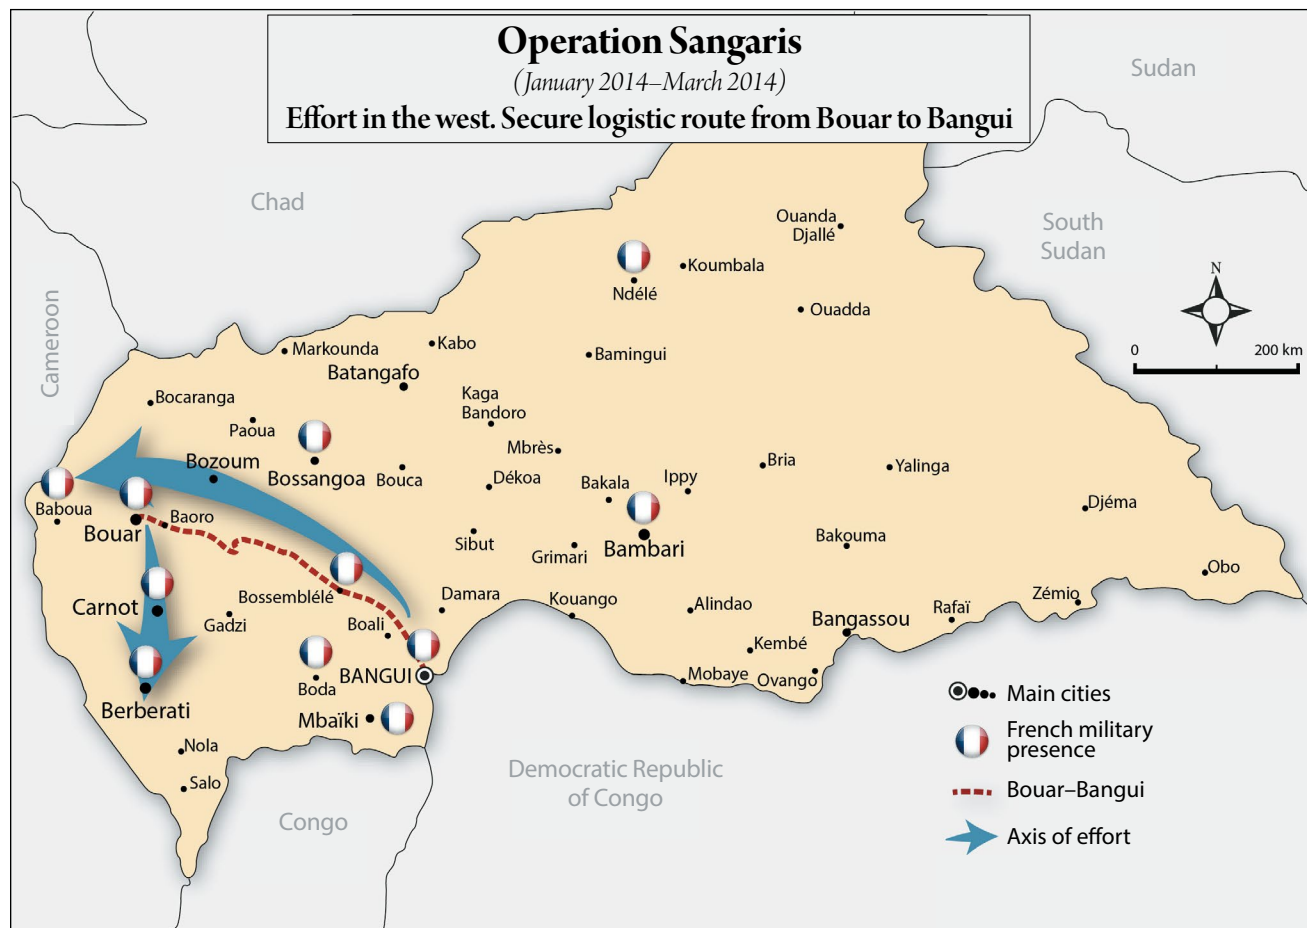 Operation Sangaris
(January 2014–March 2014)
Effort in the west. Secure logistic route from Bouar to Bangui
Sudan
Chad
South
Sudan
Cameroon
N
0 200 km
Ouanda
Djallé
Koumbala
Ndélé
Ouadda
Markounda
Kabo
Bamingui
Batangafo
Bocaranga
Kaga
Bandoro
Paoua
Mbrès
Bozoum
Bossangoa
Bouca
Dékoa
Bakala
Ippy
Bria
Yalinga
Baboua
Bouar
Baoro
Sibut
Grimari
Bambari
Bakouma
Djéma
Obo
Carnot
Gadzi
Bossemblélé
Boali
Damara
Kouango
Alindao
Bangassou
Rafaï
Zémio
Kembé
BANGUI
Boda
Mobaye
Ovango
Berberati
Mbaïki
Nola
Salo
Democratic Republic
of Congo
Congo
Main cities
French military
presence
Bouar–Bangui
Axis of effort